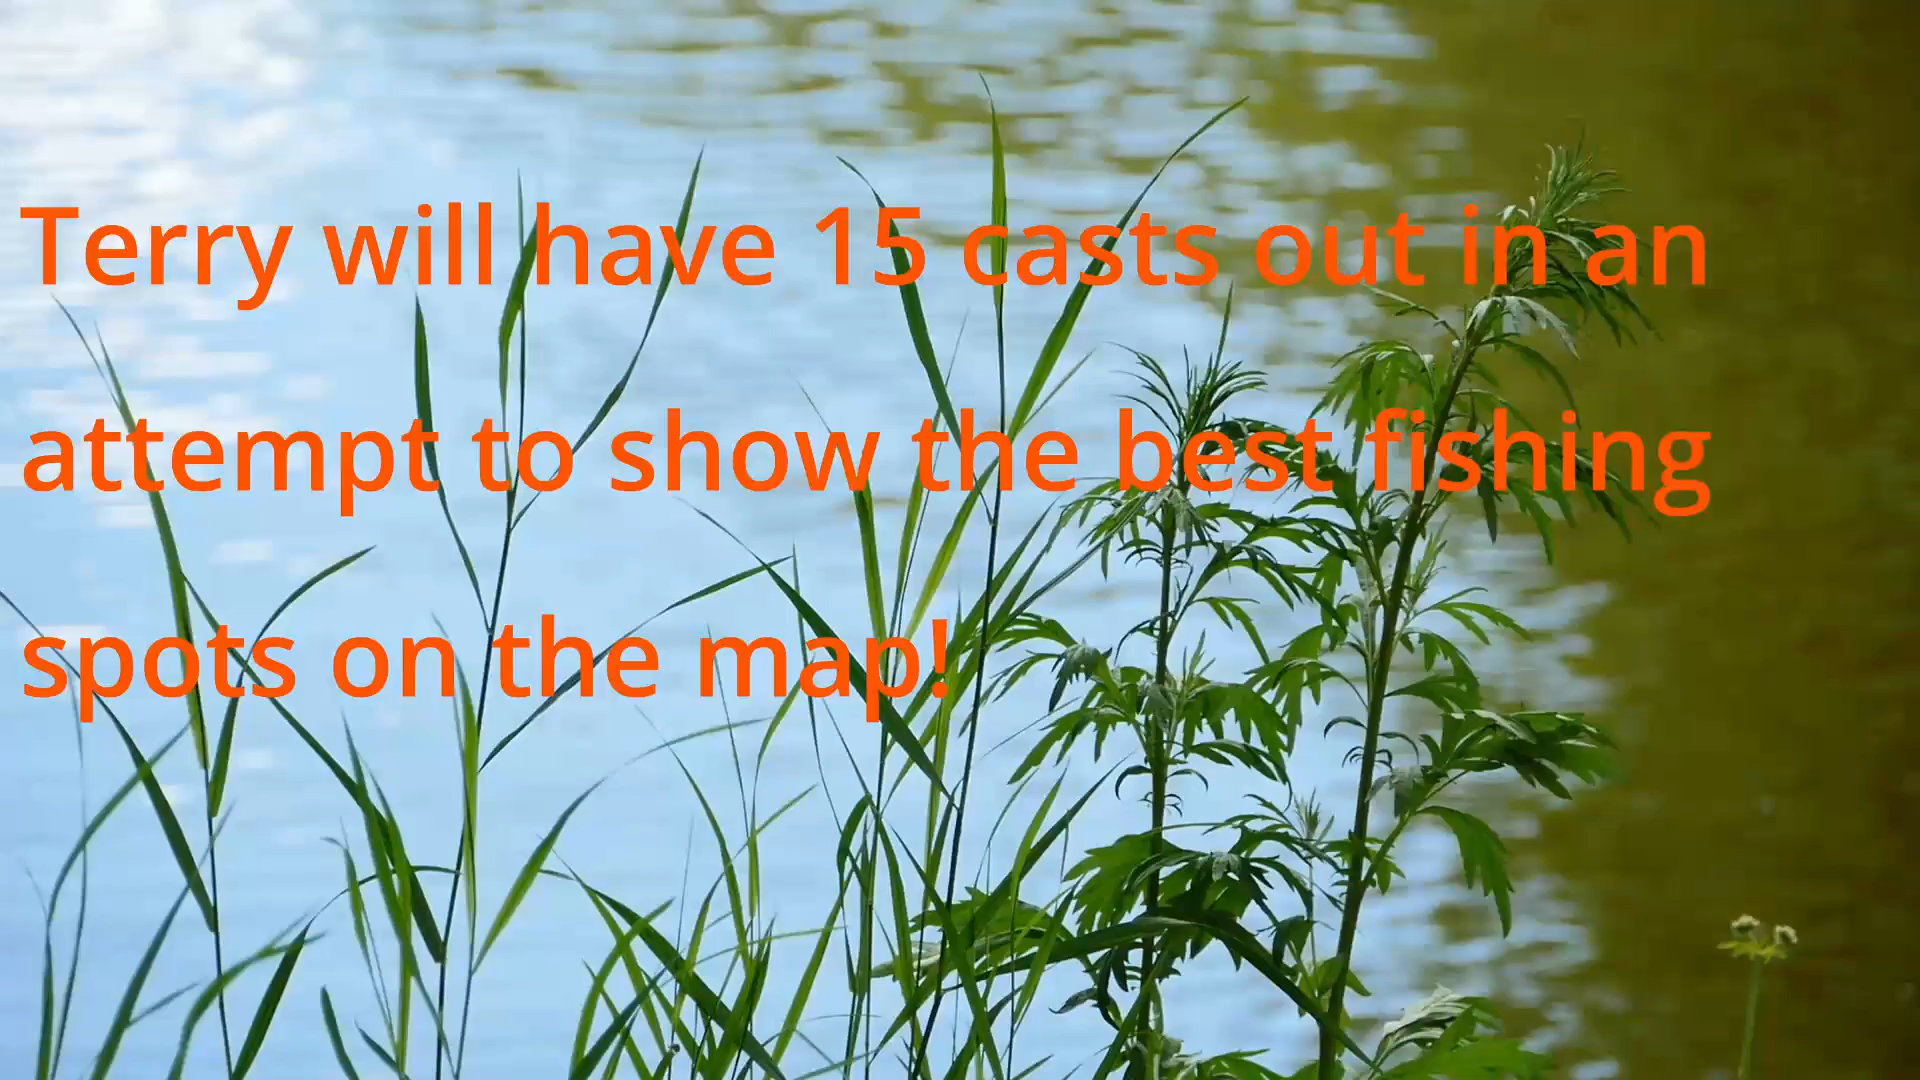 Terry will have 15 casts out in an
attempt to show the best fishing
spots on the map!